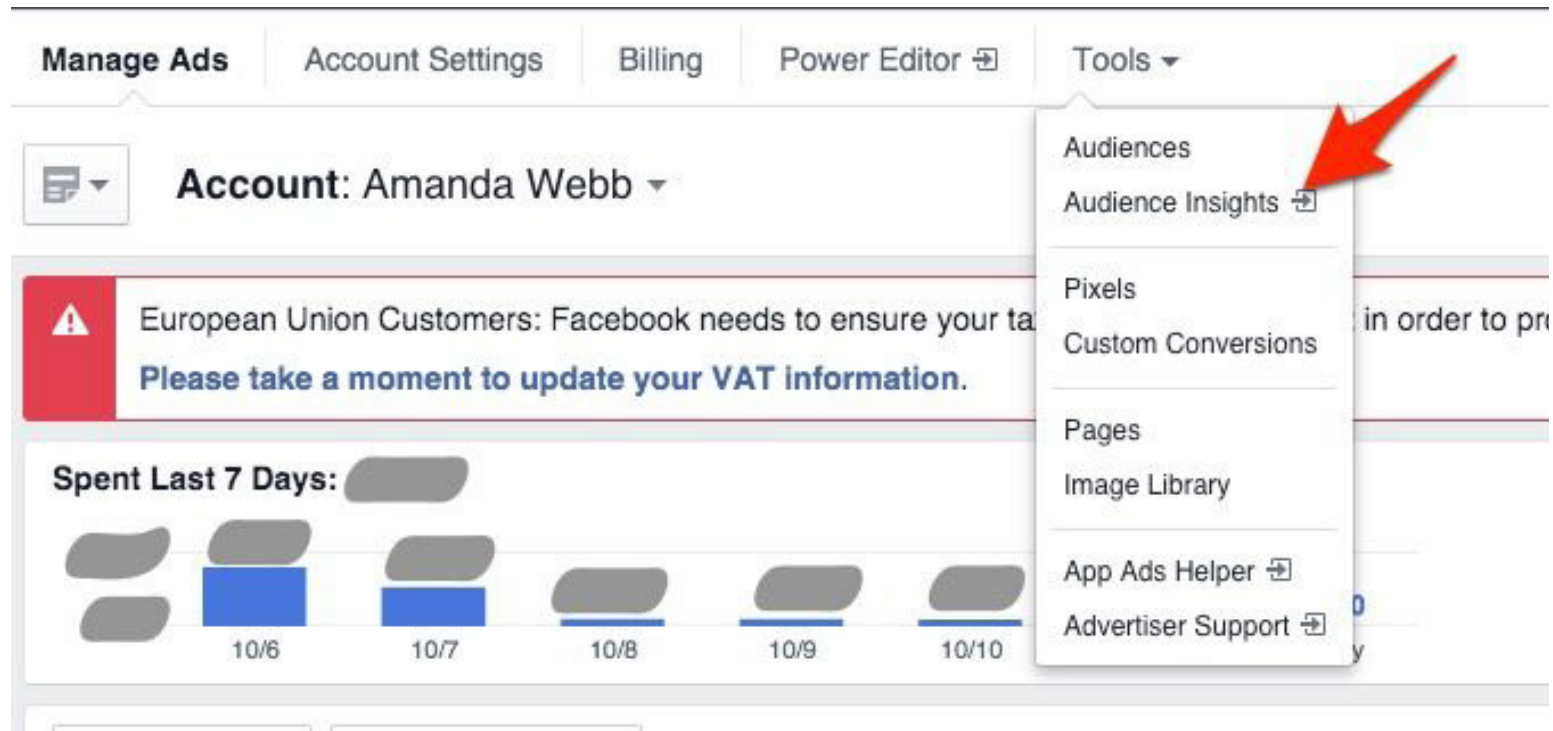 Manage Ads Account Settings Billing Power Editor Tools
Account: Amanda Webb
Audiences
Audience Insights
Pixels
Custom Conversions
Pages
Image Library
App Ads Helper
Advertiser Support
European Union Customers: Facebook needs to ensure your in order to
Please take a moment to update your VAT information.
Spent Last 7 Days:
10/6 10/7 10/8 10/9 10/10